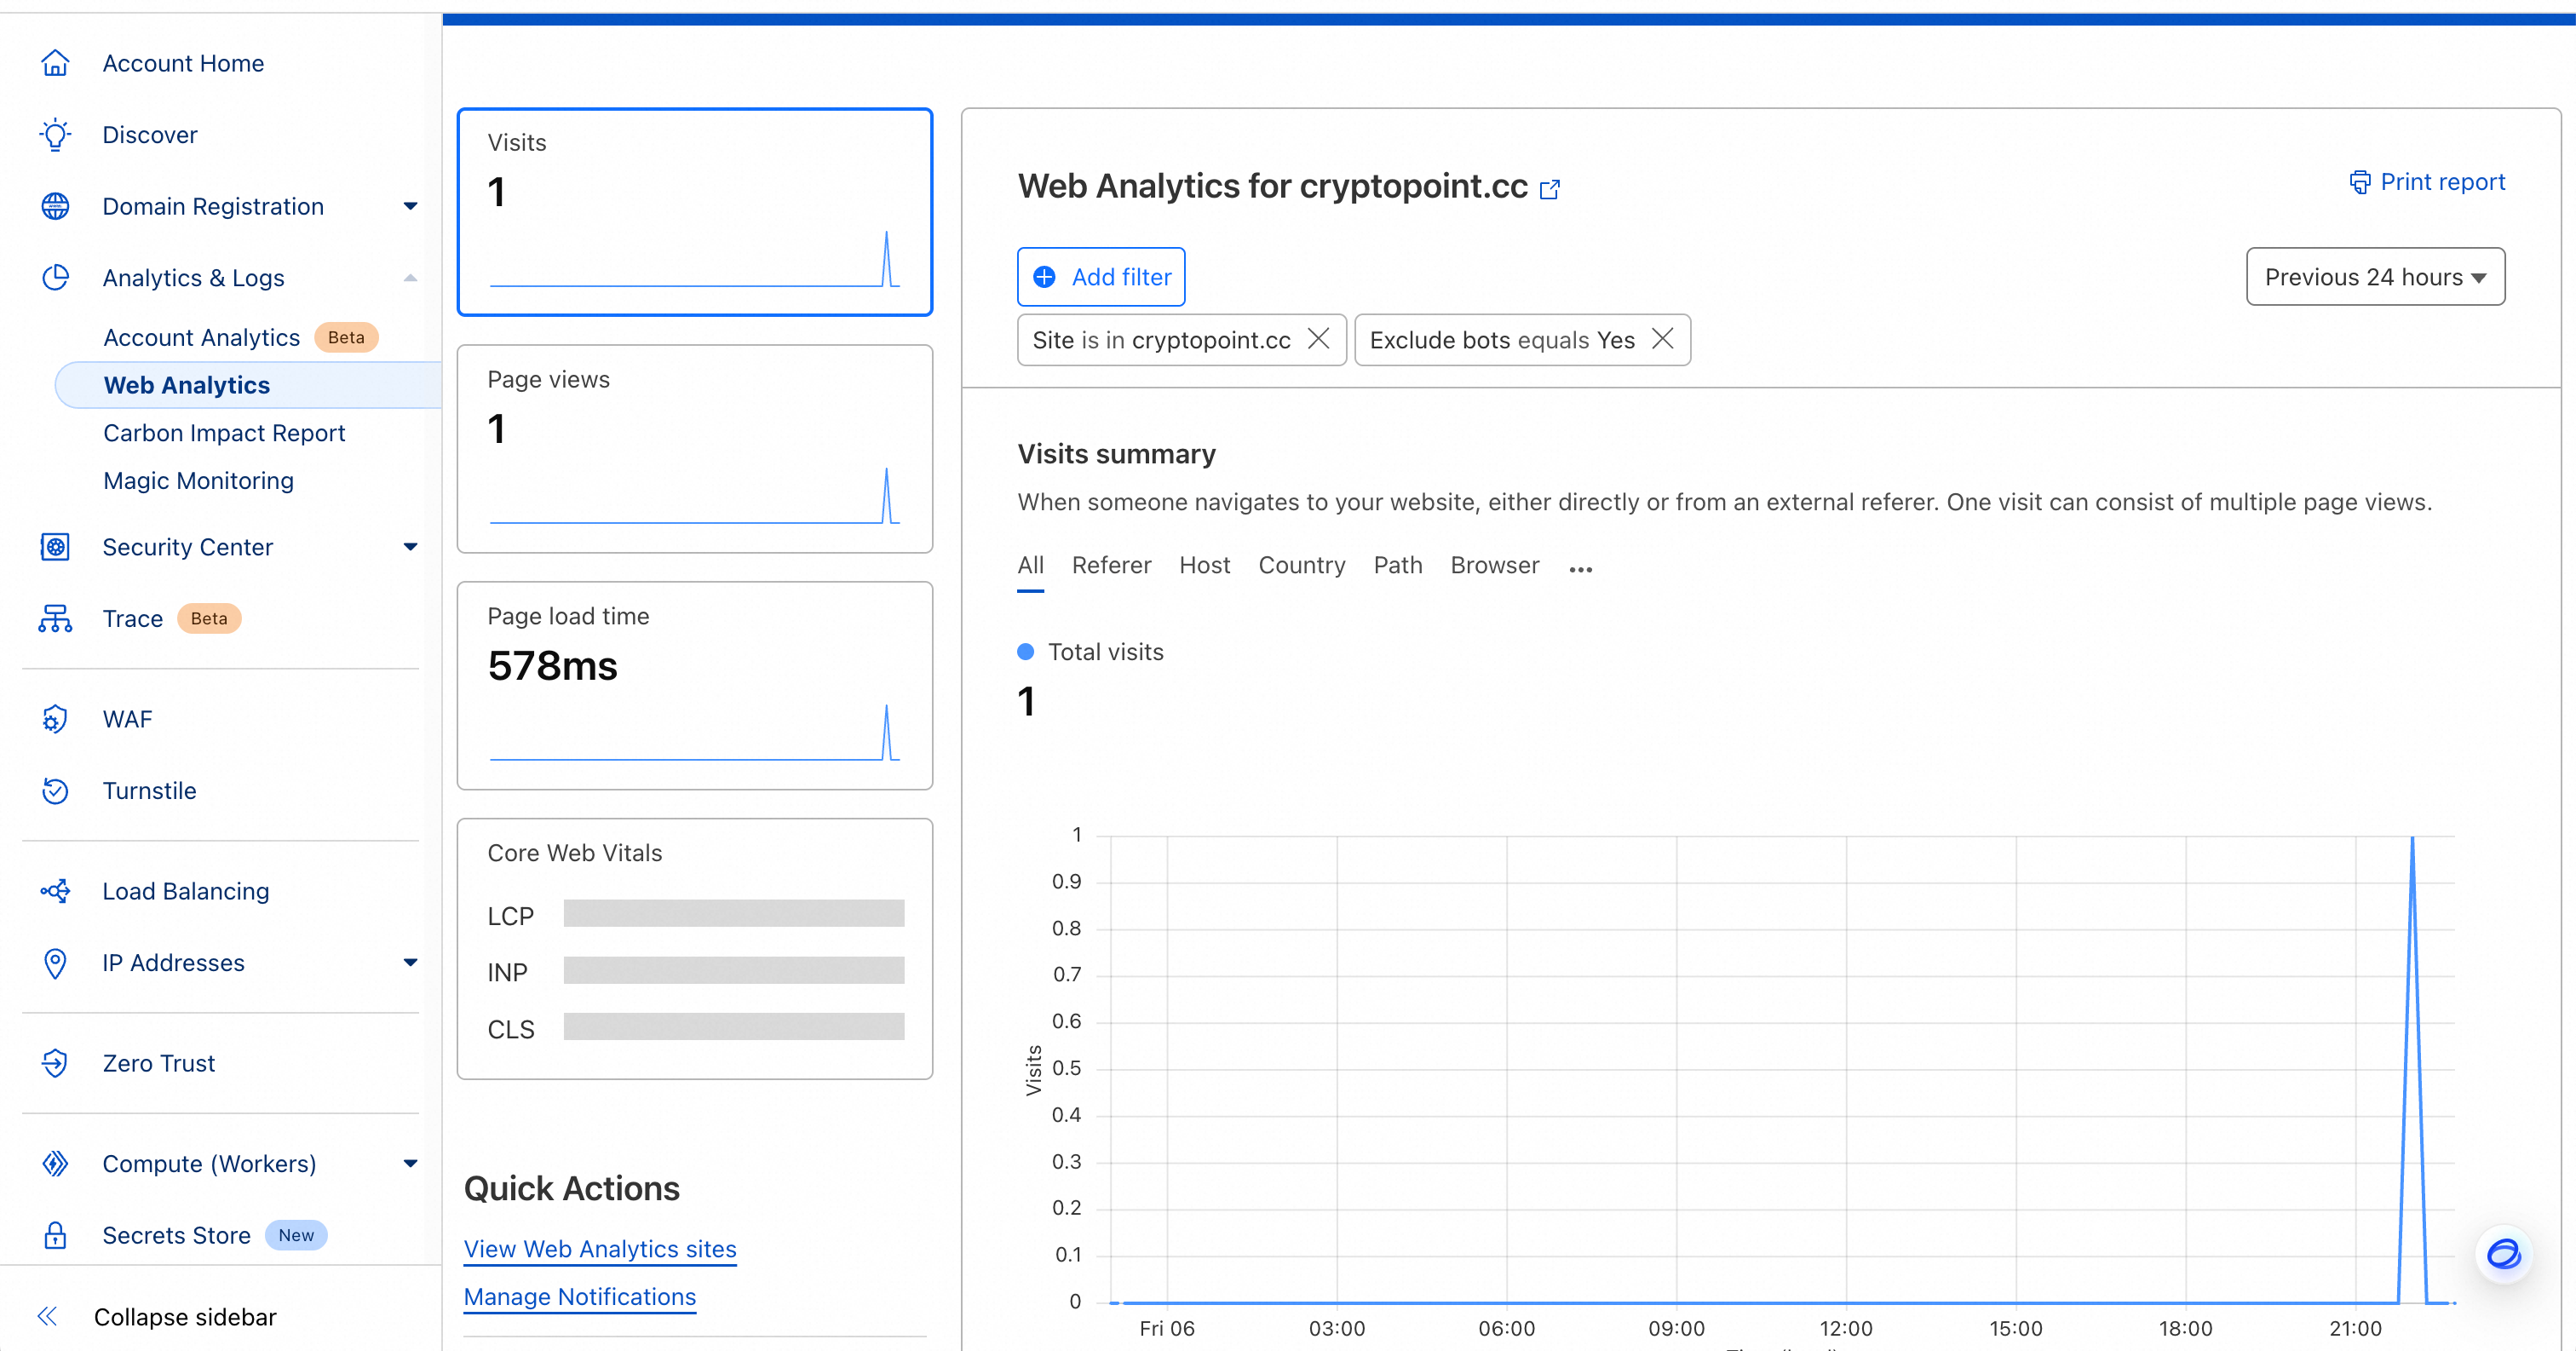 Account Home
Discover
Domain Registration
Analytics & Logs
Account Analytics Beta
Web Analytics
Carbon Impact Report
Magic Monitoring
Security Center
Trace Beta
WAF
Turnstile
Load Balancing
IP Addresses
Zero Trust
Compute (Workers)
Secrets Store New
Collapse sidebar
Visits
1
Page views
1
Page load time
578ms
Core Web Vitals
LCP
INP
CLS
Quick Actions
View Web Analytics sites
Manage Notifications
Web Analytics for cryptopoint.cc
Print report
Add filter
Previous 24 hours
Site is in cryptopoint.cc
Exclude bots equals Yes
Visits summary
When someone navigates to your website, either directly or from an external referer. One visit can consist of multiple page views.
All Referer Host Country Path Browser ...
Total visits
1
Visits
1
0.9
0.8
0.7
0.6
0.5
0.4
0.3
0.2
0.1
0
Fri 06 03:00 06:00 09:00 12:00 15:00 18:00 21:00